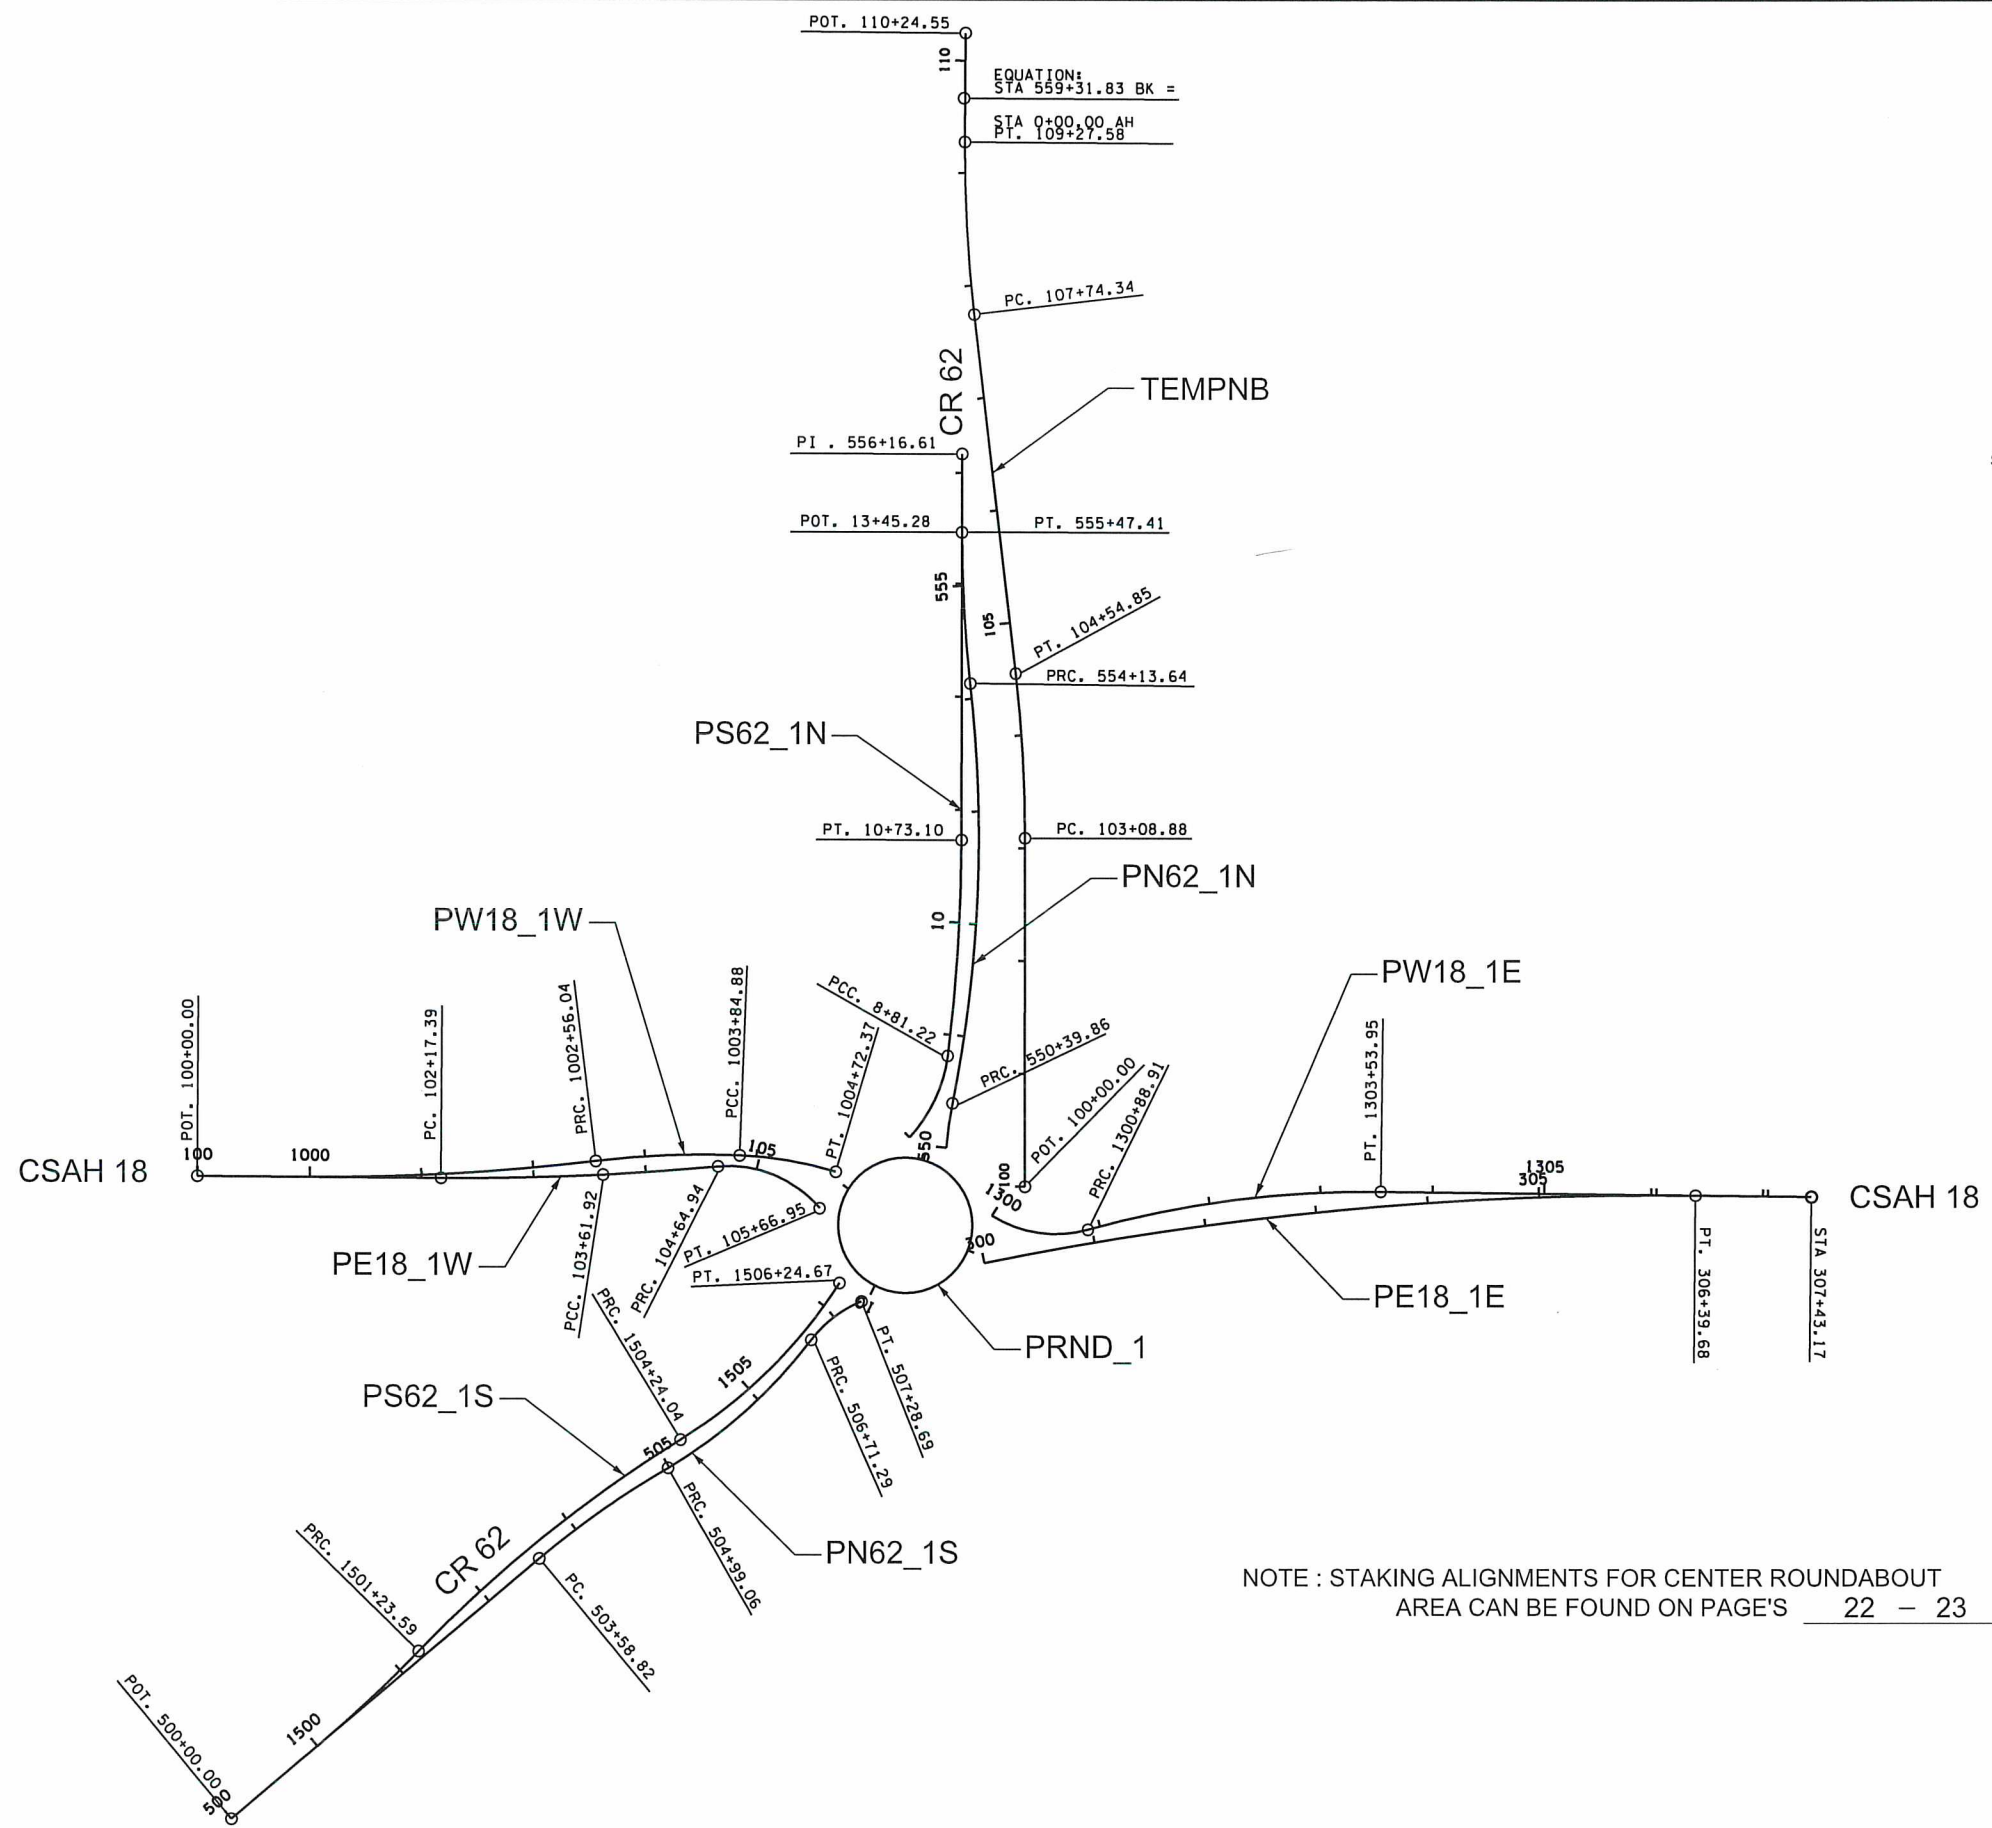 POT. 110+24.55
110
EQUATION:
STA 559+31.83 BK =
STA 0+00.00 AH
PT. 109+27.58
PC. 107+74.34
CR 62
TEMPNB
PI . 556+16.61
POT. 13+45.28
PT. 555+47.41
555
105
PT. 104+54.85
PRC. 554+13.64
PS62_1N
PT. 10+73.10
PC. 103+08.88
PN62_1N
10
PW18_1W
PCC. 8+81.22
PW18_1E
POT. 100+00.00
PC. 102+17.39
PRC. 1002+56.04
PCC. 1003+84.88
PT. 1004+72.37
PRC. 550+39.86
POT. 100+00.00
PRC. 1300+88.91
PT. 1303+53.95
CSAH 18
100
1000
105
550
100
1300
300
1305
305
CSAH 18
PE18_1W
PCC. 103+61.92
PRC. 104+64.94
PT. 105+66.95
PT. 1506+24.67
PT. 306+39.68
STA 307+43.17
PE18_1E
PRND_1
PRC. 1504+24.04
1505
PT. 507+28.69
PRC. 506+71.29
PS62_1S
505
PRC. 504+99.06
PN62_1S
CR 62
PRC. 1501+23.59
PC. 503+58.82
1500
POT. 500+00.00
500
NOTE : STAKING ALIGNMENTS FOR CENTER ROUNDABOUT
AREA CAN BE FOUND ON PAGE'S 22 – 23